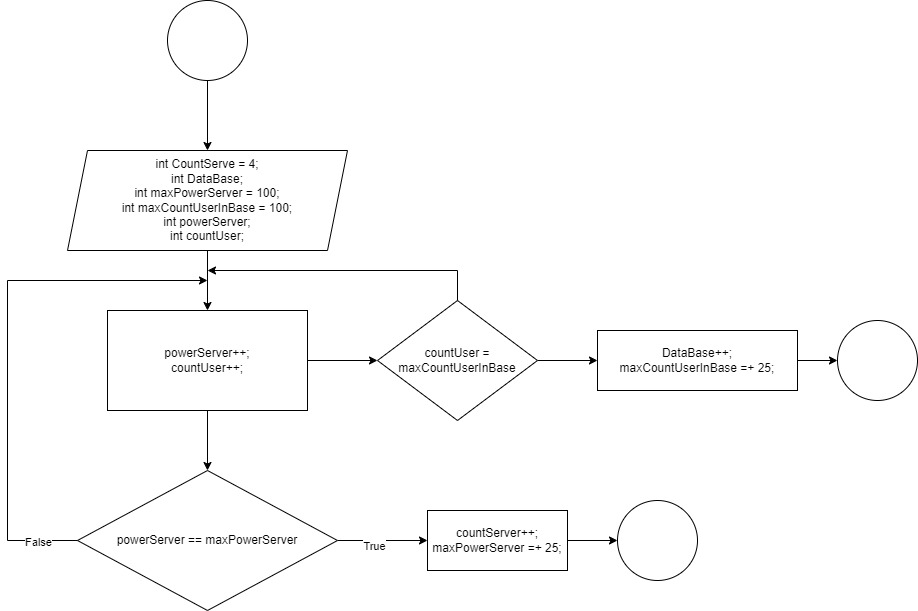 int CountServe = 4;
int DataBase;
int maxPowerServer = 100;
int maxCountUserInBase = 100;
int powerServer;
int countUser;
powerServer++;
countUser++;
countUser =
maxCountUserInBase
DataBase++;
maxCountUserInBase =+ 25;
False
powerServer == maxPowerServer
True
countServer++;
maxPowerServer =+ 25;